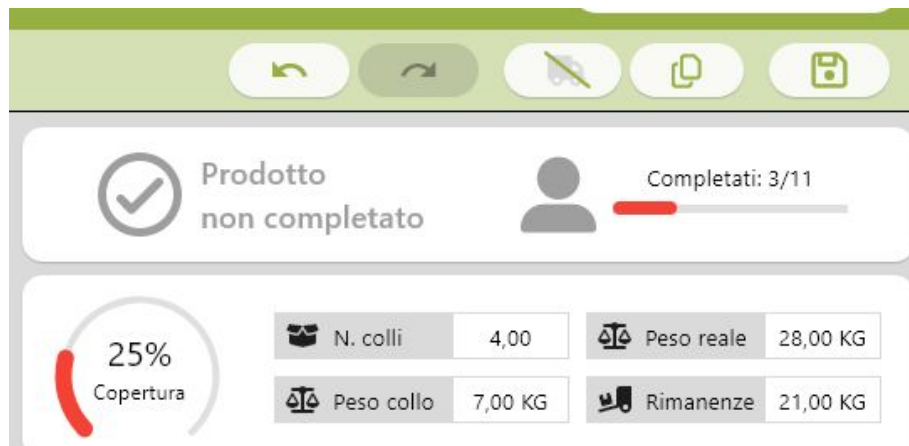 Prodotto
non completato
Completati: 3/11
25%
Copertura
N. colli 4,00
Peso reale 28,00 KG
Peso collo 7,00 KG
Rimanenze 21,00 KG